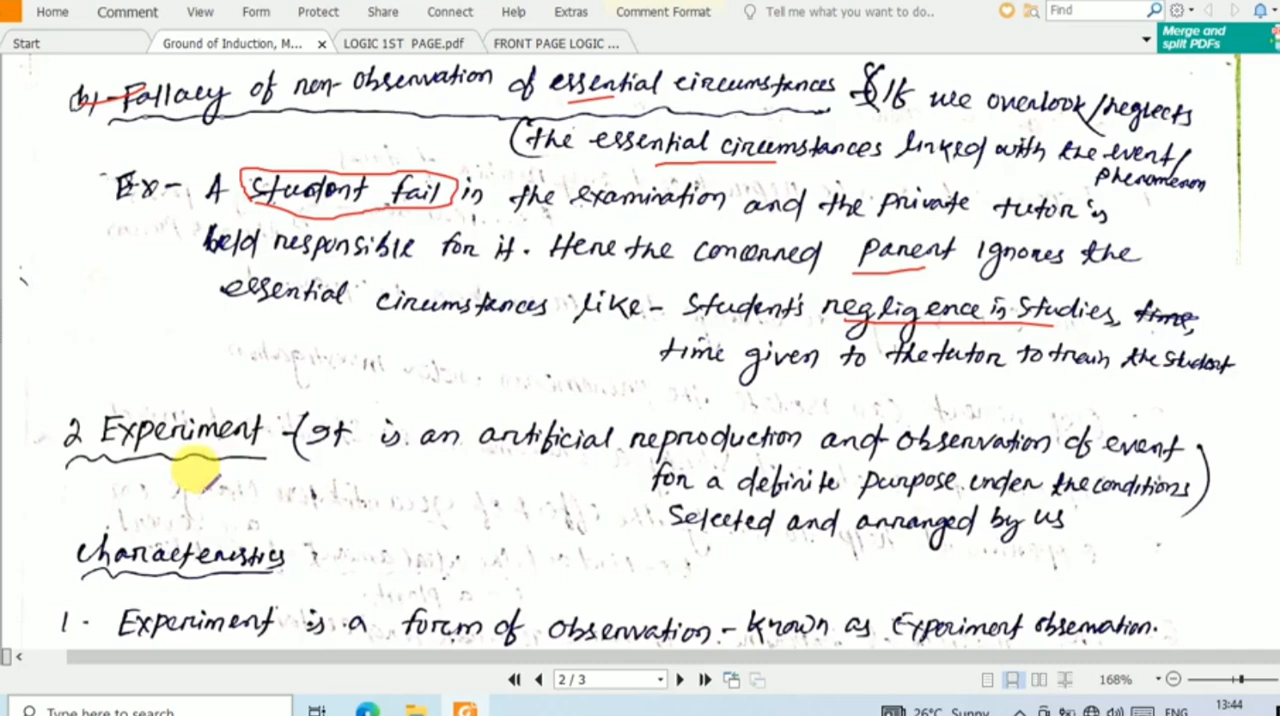 Home Comment View Form Protect Share Connect Help Extras Comment Format Tell me what you want to do.. Find
Merge and
split PDFs
Start Ground of Induction, M... x LOGIC 1ST PAGE.pdf FRONT PAGE LOGIC ...
(b) - Fallacy of non-observation of essential circumstances If we overlook/neglects
(the essential circumstances linked with the event/
phenomenon
Ex- A student fail in the examination and the private tutor is
held responsible for it. Here the concerned parent ignores the
essential circumstances like - student's negligence in studies, time,
time given to the tutor to train the student
2 Experiment - (It is an artificial reproduction and observation of event
for a definite purpose under the conditions)
Selected and arranged by us
Characteristics
1. Experiment is a form of observation - known as Experiment observation.
2 / 3 168%
Type here to search 26°C Sunny ENG 13:44